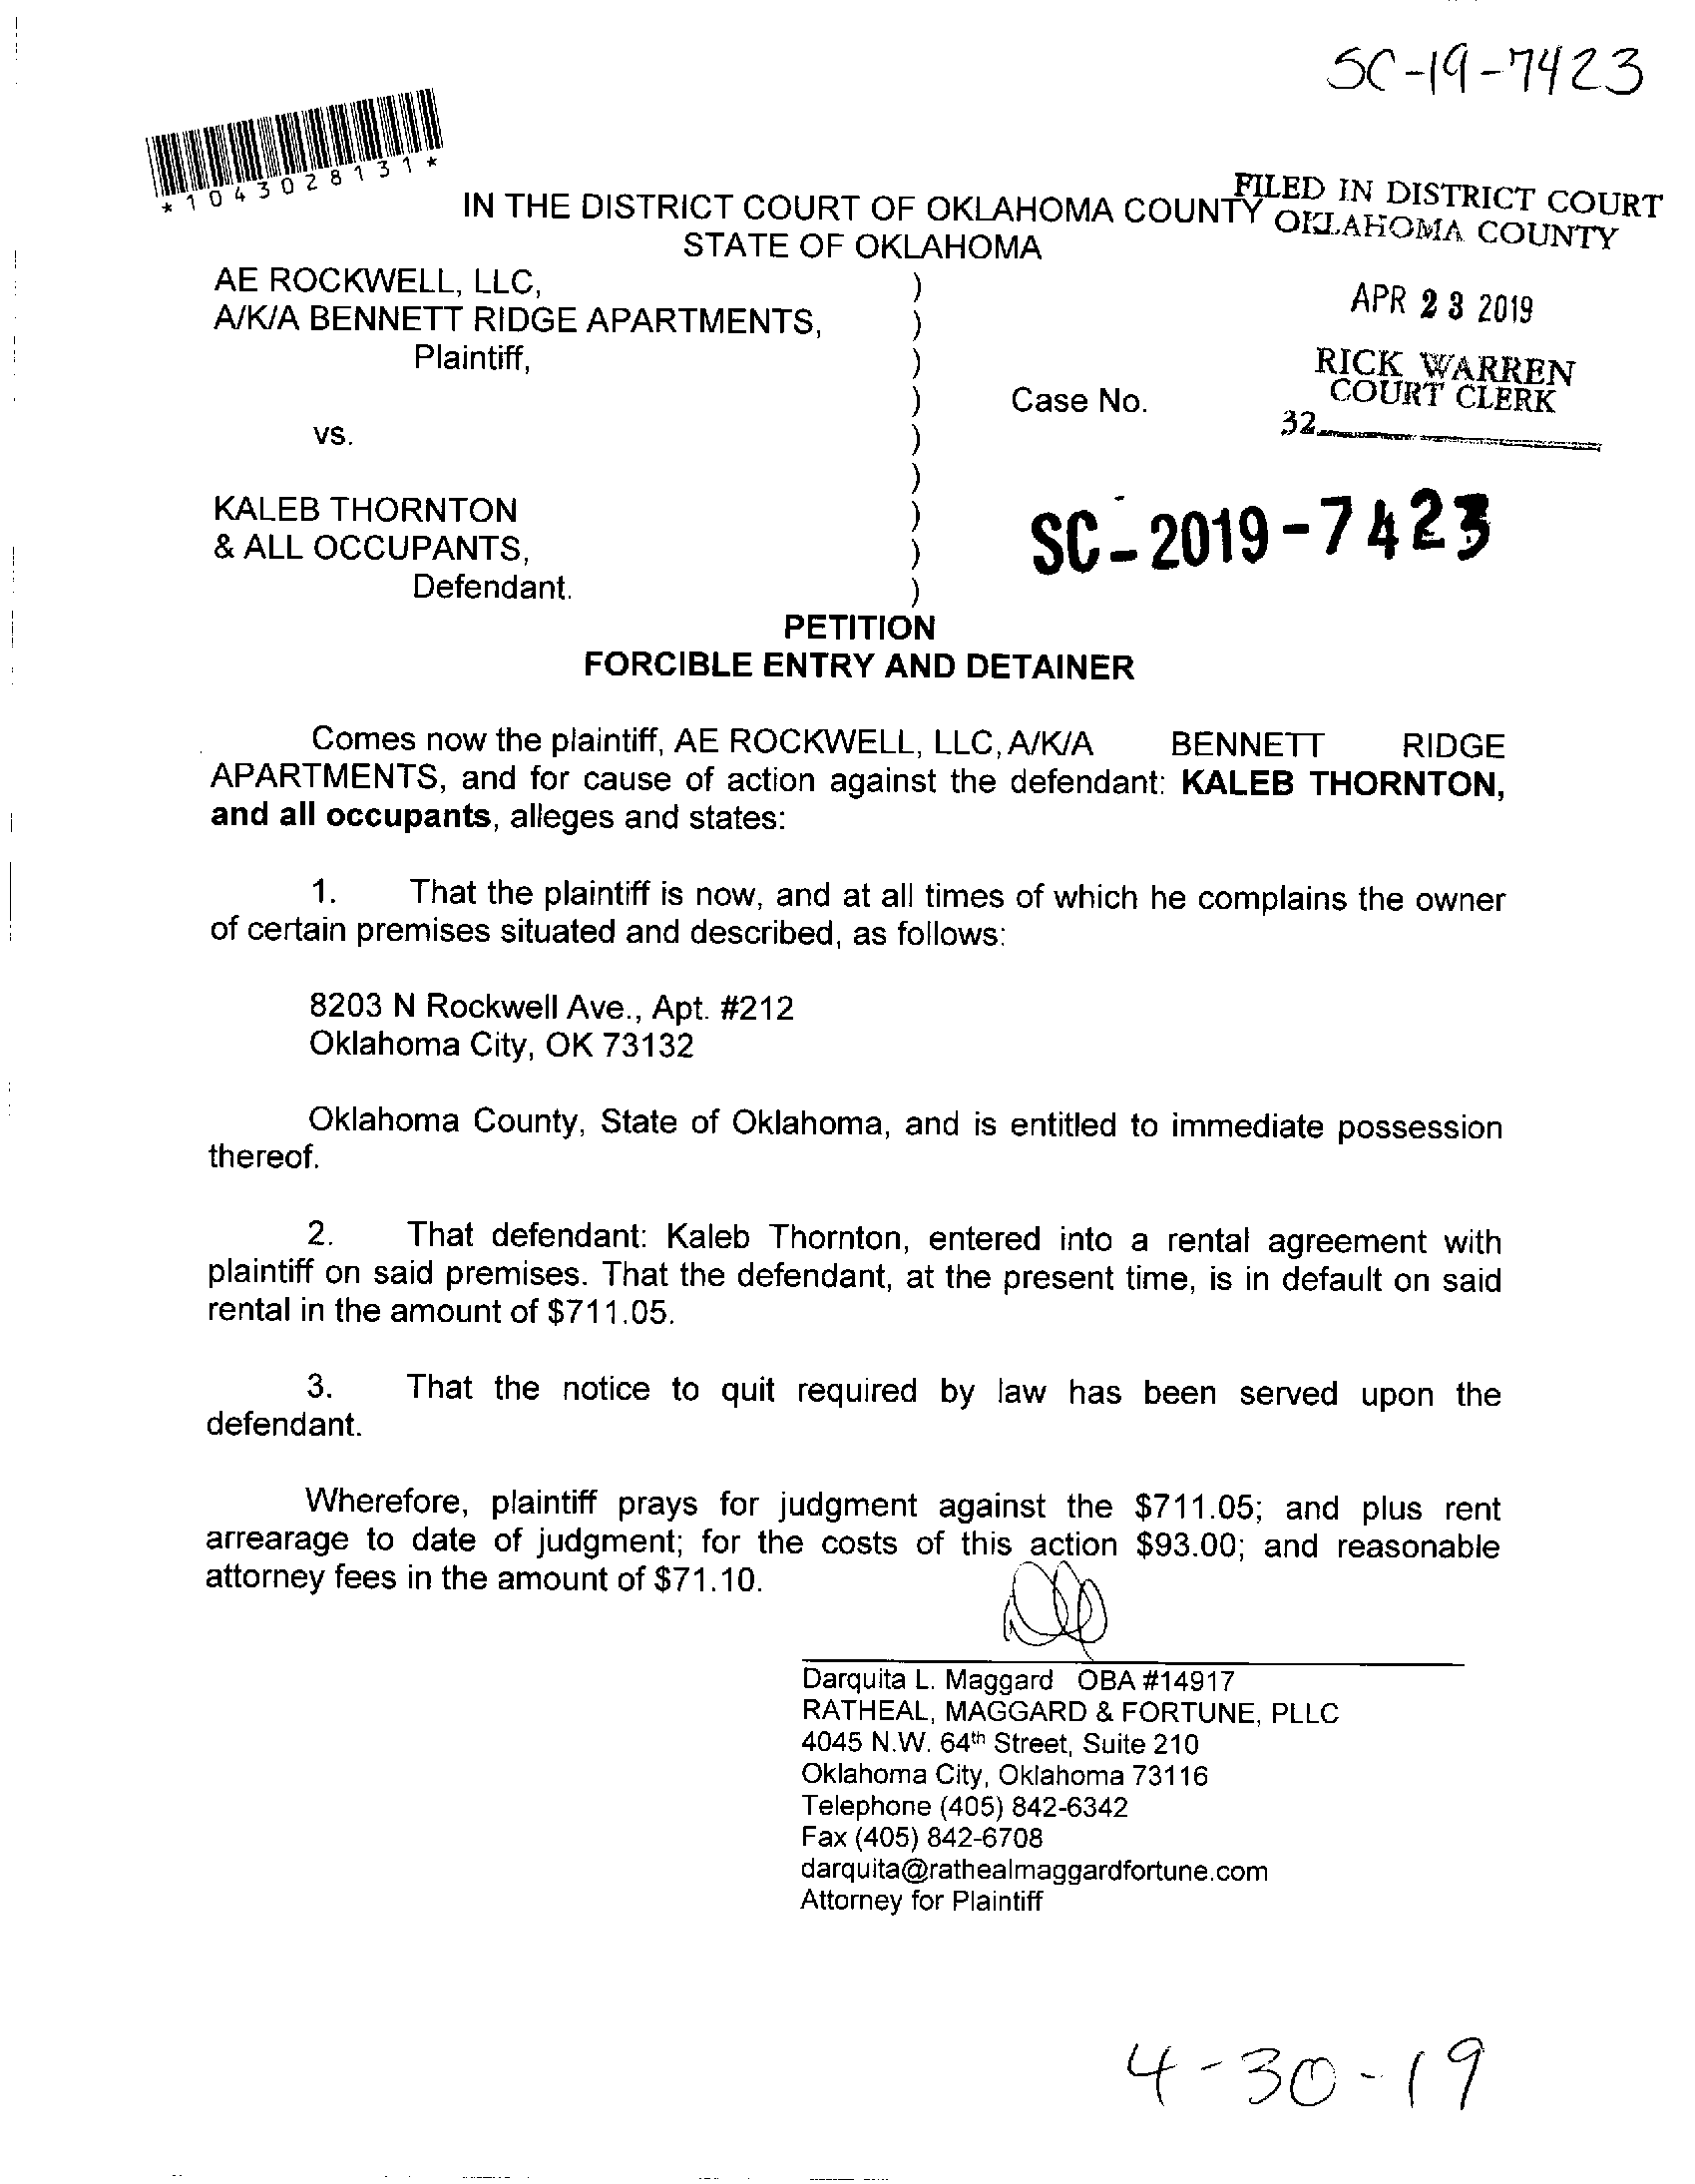 SC-19-7423
*1043028131*
FILED IN DISTRICT COURT
OKLAHOMA COUNTY
IN THE DISTRICT COURT OF OKLAHOMA COUNTY
STATE OF OKLAHOMA
AE ROCKWELL, LLC, )
A/K/A BENNETT RIDGE APARTMENTS, )
Plaintiff, )
APR 23 2019
RICK WARREN
COURT CLERK
32
) Case No.
vs. )
)
KALEB THORNTON )
& ALL OCCUPANTS, )
Defendant. )
SC-2019-7423
PETITION
FORCIBLE ENTRY AND DETAINER
Comes now the plaintiff, AE ROCKWELL, LLC, A/K/A BENNETT RIDGE
APARTMENTS, and for cause of action against the defendant: KALEB THORNTON,
and all occupants, alleges and states:
1. That the plaintiff is now, and at all times of which he complains the owner
of certain premises situated and described, as follows:
8203 N Rockwell Ave., Apt. #212
Oklahoma City, OK 73132
Oklahoma County, State of Oklahoma, and is entitled to immediate possession
thereof.
2. That defendant: Kaleb Thornton, entered into a rental agreement with
plaintiff on said premises. That the defendant, at the present time, is in default on said
rental in the amount of $711.05.
3. That the notice to quit required by law has been served upon the
defendant.
Wherefore, plaintiff prays for judgment against the $711.05; and plus rent
arrearage to date of judgment; for the costs of this action $93.00; and reasonable
attorney fees in the amount of $71.10.
Darquita L. Maggard OBA #14917
RATHEAL, MAGGARD & FORTUNE, PLLC
4045 N.W. 64th Street, Suite 210
Oklahoma City, Oklahoma 73116
Telephone (405) 842-6342
Fax (405) 842-6708
darquita@rathealmaggardfortune.com
Attorney for Plaintiff
4-30-19